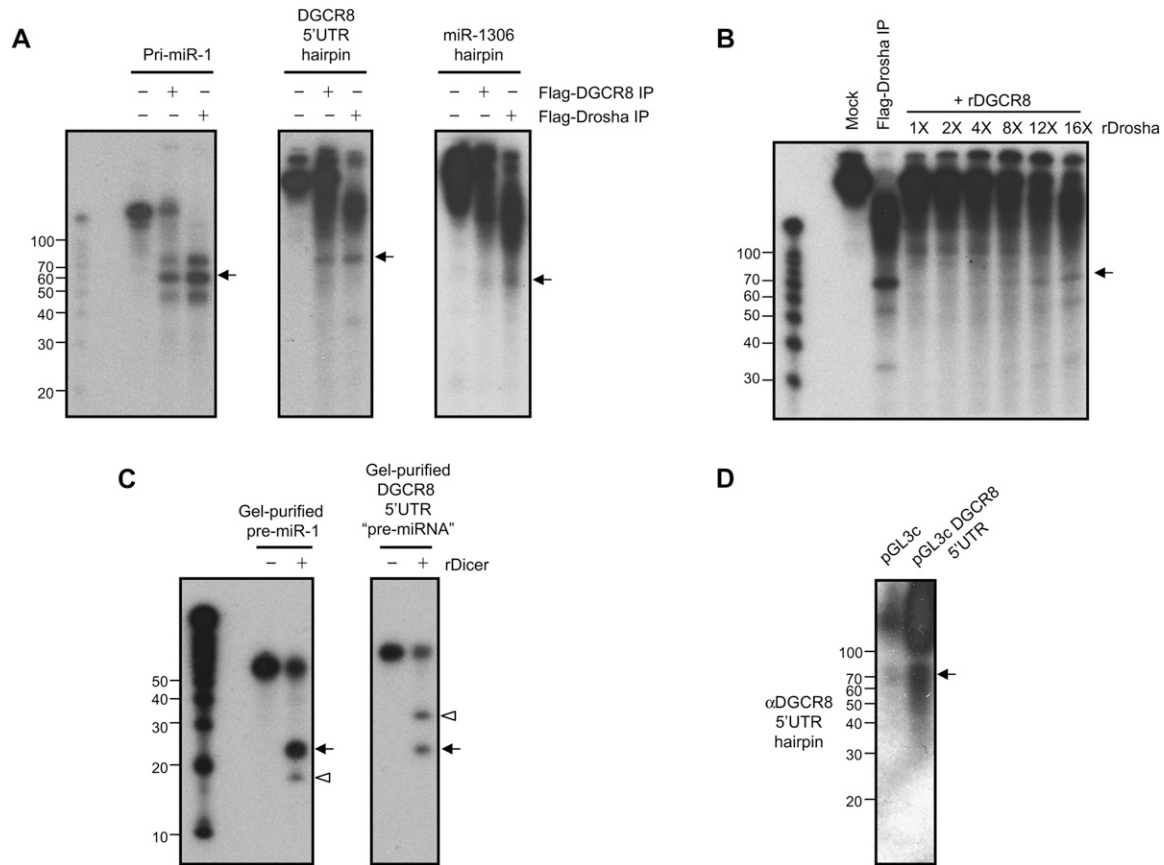 A
Pri-miR-1
DGCR8
5'UTR
hairpin
miR-1306
hairpin
− + −
− + −
− + −
Flag-DGCR8 IP
− − +
− − +
− − +
Flag-Drosha IP
100
70
60
50
40
30
20
B
Mock
Flag-Drosha IP
+ rDGCR8
1X 2X 4X 8X 12X 16X rDrosha
100
70
60
50
40
30
C
Gel-purified
pre-miR-1
Gel-purified
DGCR8
5'UTR
"pre-miRNA"
− +
− +
rDicer
50
40
30
20
10
D
pGL3c
pGL3c DGCR8
5'UTR
100
70
60
50
40
30
20
αDGCR8
5'UTR
hairpin